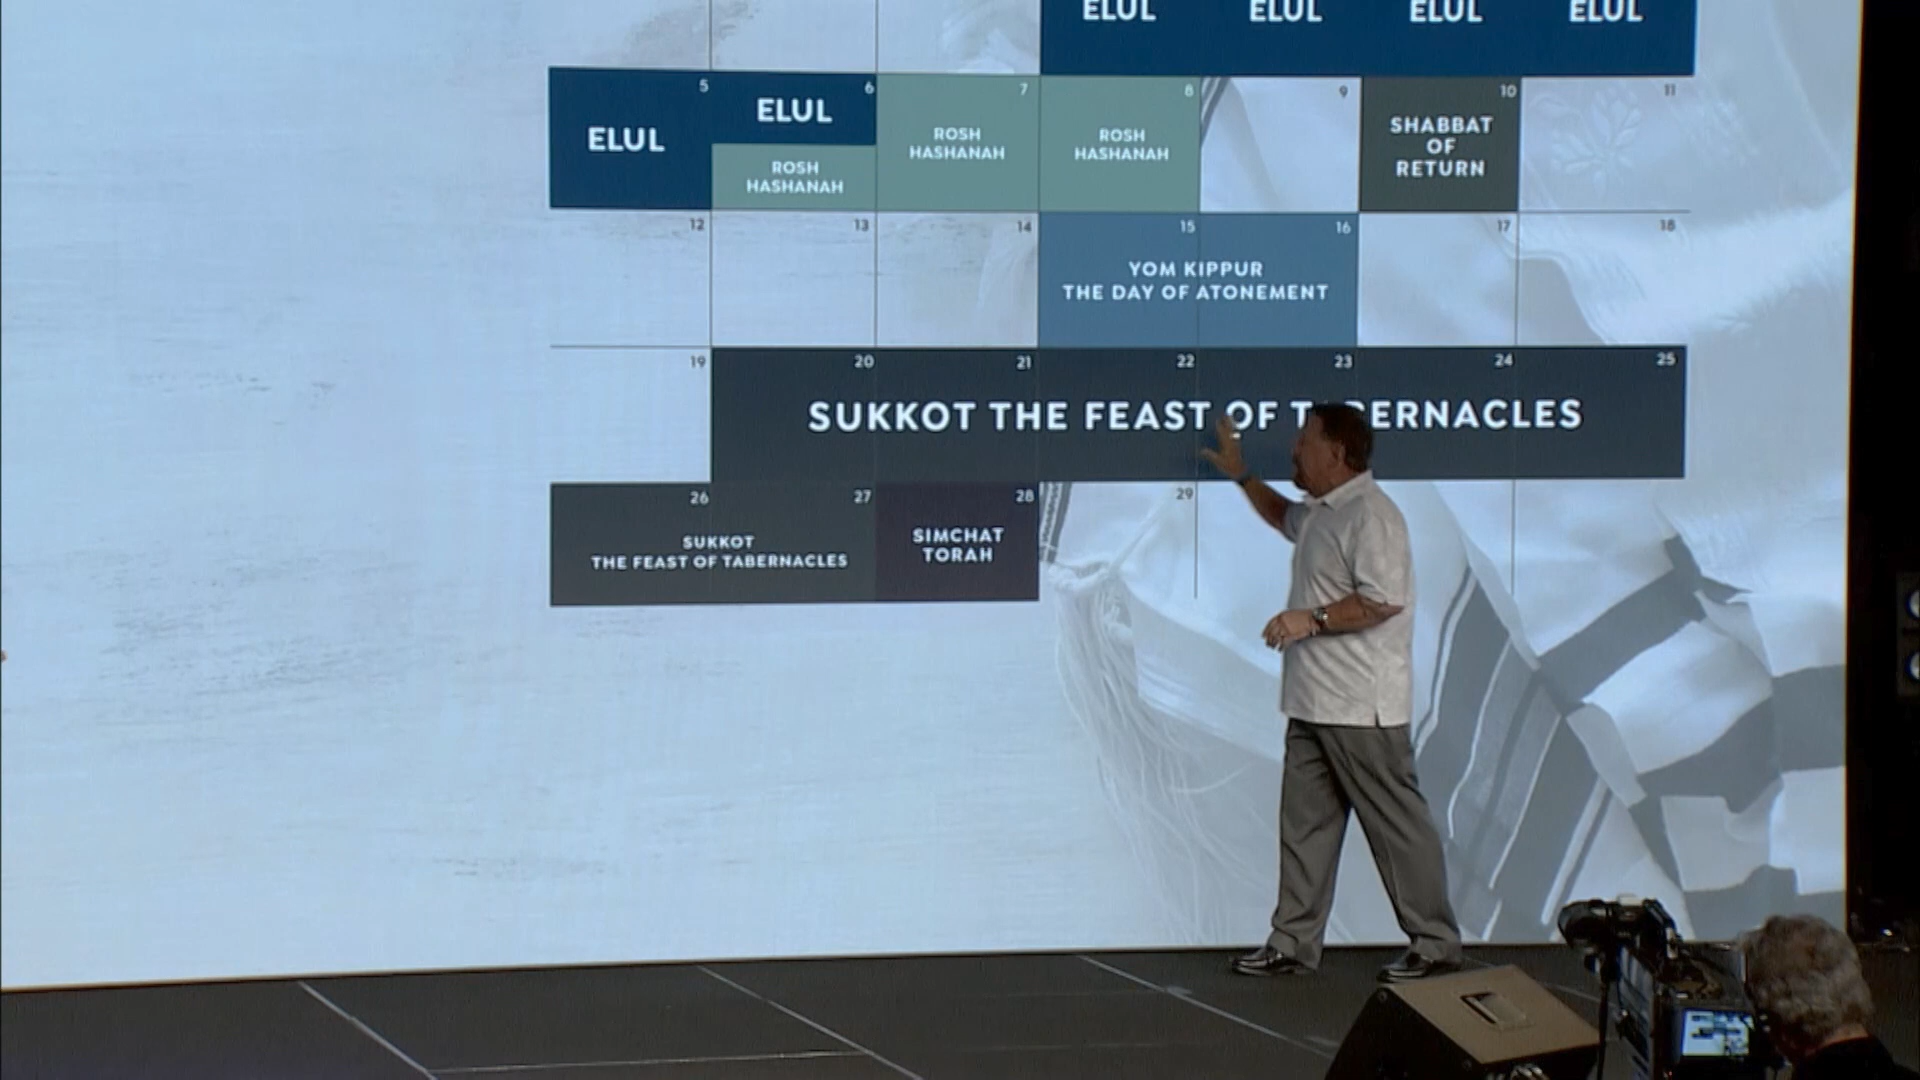 ELUL ELUL ELUL ELUL
5 6 7 8 9 10 11
ELUL
ELUL
ROSH
HASHANAH
ROSH
HASHANAH
ROSH
HASHANAH
SHABBAT
OF
RETURN
12 13 14 15 16 17 18
YOM KIPPUR
THE DAY OF ATONEMENT
19 20 21 22 23 24 25
SUKKOT THE FEAST OF T BERNACLES
26 27 28 29
SUKKOT
THE FEAST OF TABERNACLES
SIMCHAT
TORAH